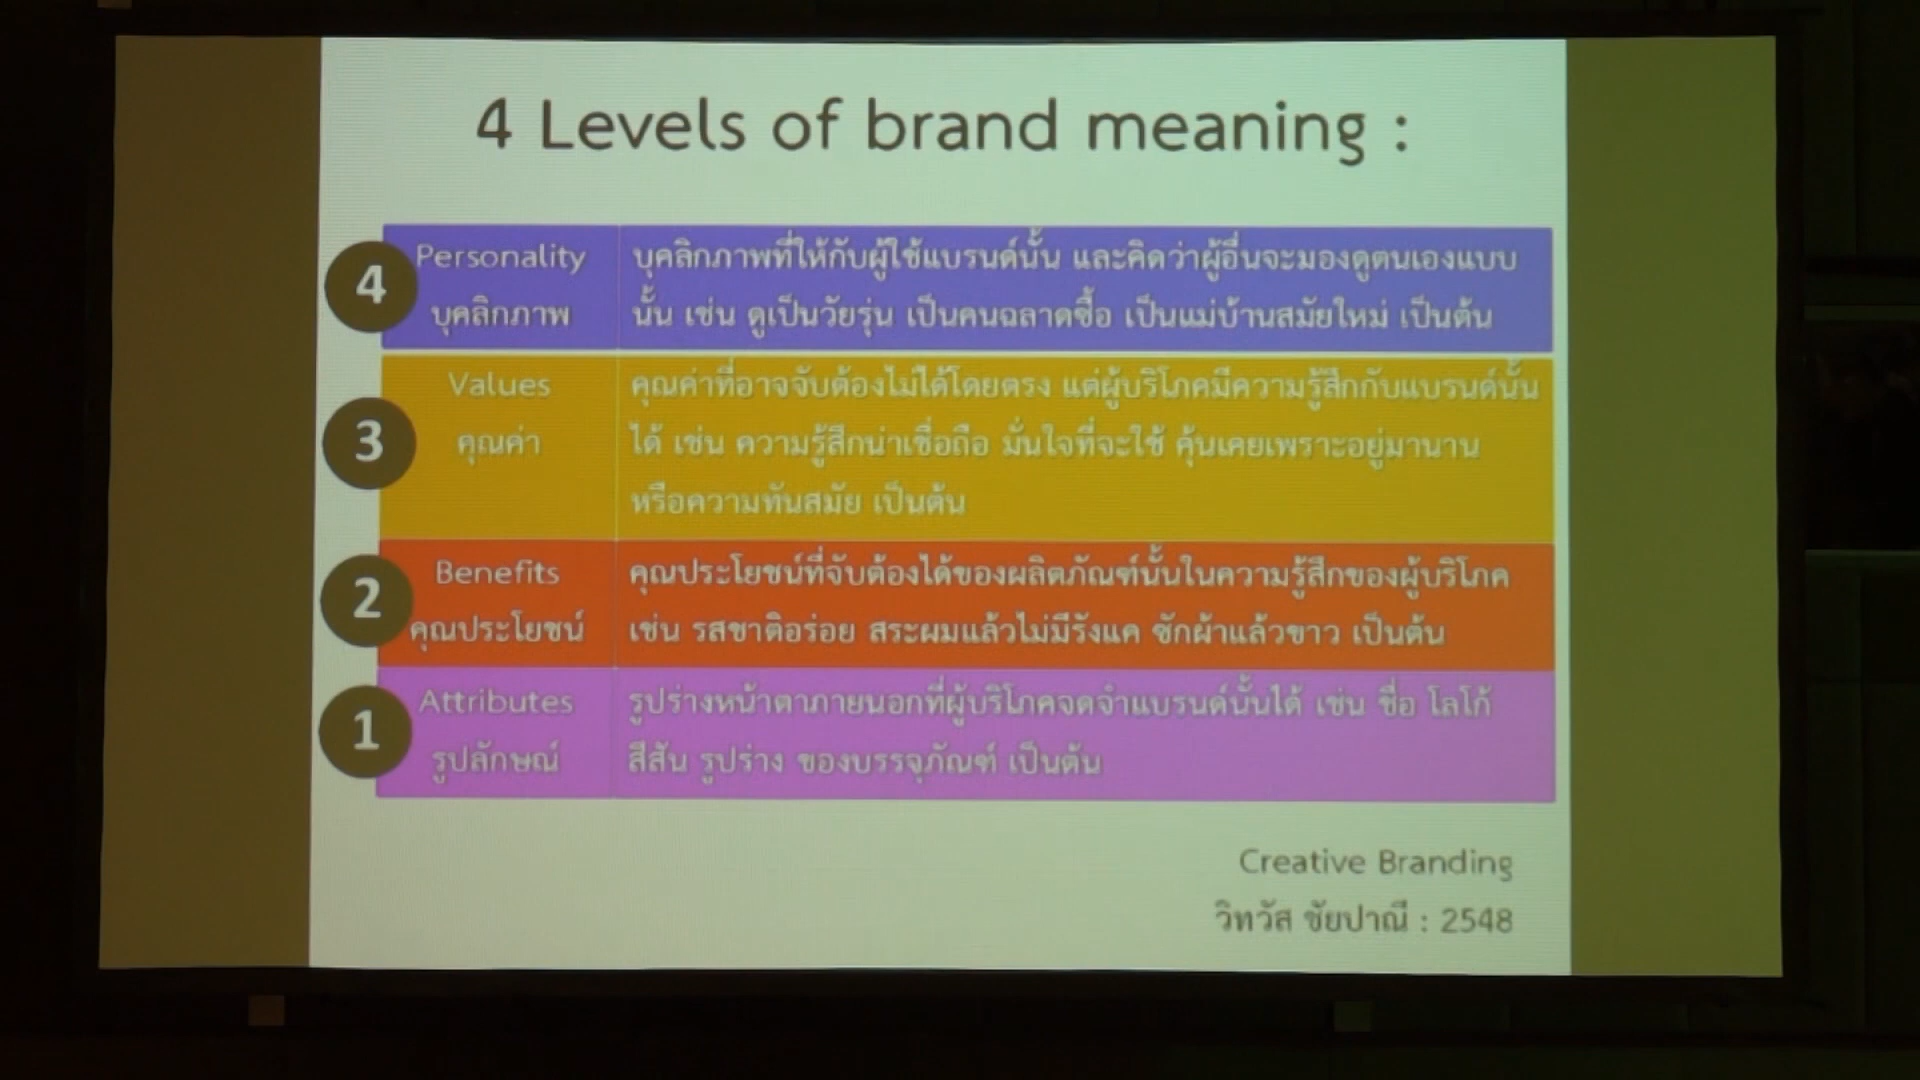 4 Levels of brand meaning :
4
Personality
บุคลิกภาพ
บุคลิกภาพที่ให้กับผู้ใช้แบรนด์นั้น และคิดว่าผู้อื่นจะมองดูตนเองแบบ
นั้น เช่น ดูเป็นวัยรุ่น เป็นคนฉลาดซื้อ เป็นแม่บ้านสมัยใหม่ เป็นต้น
3
Values
คุณค่า
คุณค่าที่อาจจับต้องไม่ได้โดยตรง แต่ผู้บริโภคมีความรู้สึกกับแบรนด์นั้น
ได้ เช่น ความรู้สึกน่าเชื่อถือ มั่นใจที่จะใช้ คุ้นเคยเพราะอยู่มานาน
หรือความทันสมัย เป็นต้น
2
Benefits
คุณประโยชน์
คุณประโยชน์ที่จับต้องได้ของผลิตภัณฑ์นั้นในความรู้สึกของผู้บริโภค
เช่น รสชาติอร่อย สระผมแล้วไม่มีรังแค ซักผ้าแล้วขาว เป็นต้น
1
Attributes
รูปลักษณ์
รูปร่างหน้าตาภายนอกที่ผู้บริโภคจดจำแบรนด์นั้นได้ เช่น ชื่อ โลโก้
สีสัน รูปร่าง ของบรรจุภัณฑ์ เป็นต้น
Creative Branding
วิทวัส ชัยปาณี : 2548